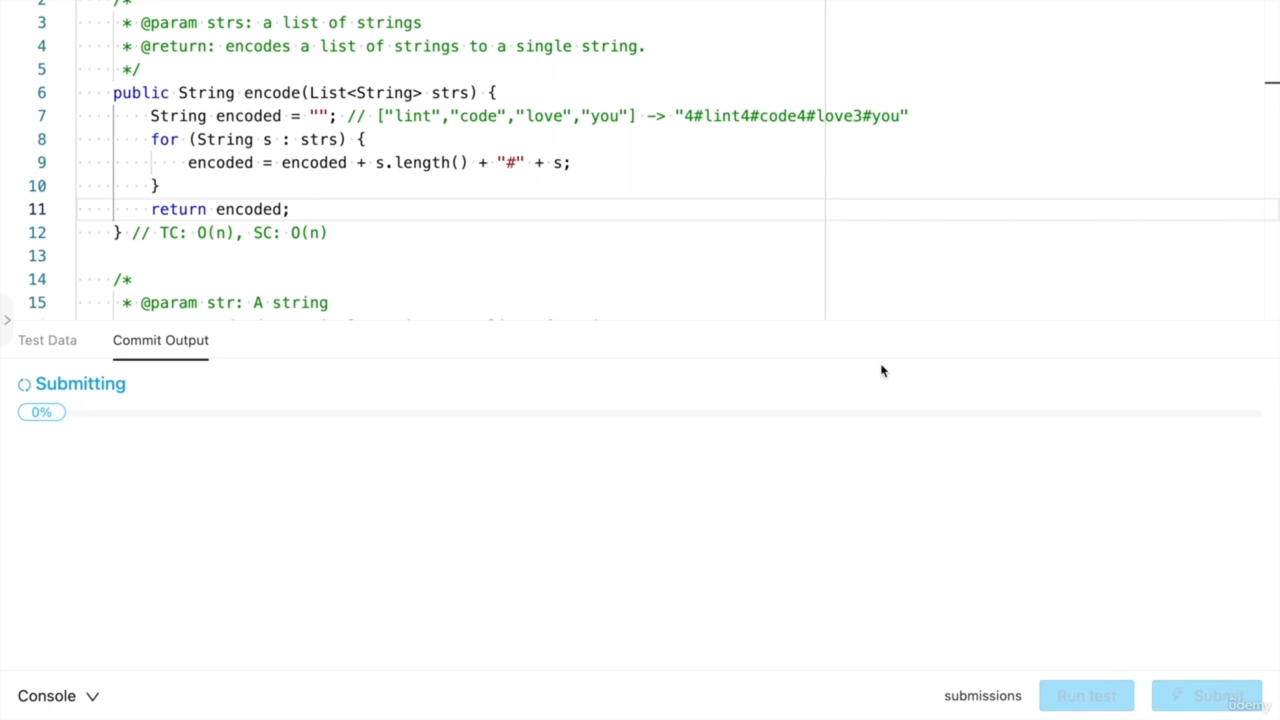 2 /*
3 * @param strs: a list of strings
4 * @return: encodes a list of strings to a single string.
5 */
6 public String encode(List<String> strs) {
7 String encoded = ""; // ["lint","code","love","you"] -> "4#lint4#code4#love3#you"
8 for (String s : strs) {
9 encoded = encoded + s.length() + "#" + s;
10 }
11 return encoded;
12 } // TC: O(n), SC: O(n)
13
14 /*
15 * @param str: A string
Test Data Commit Output
Submitting
0%
Console submissions Run test Submit
Udemy